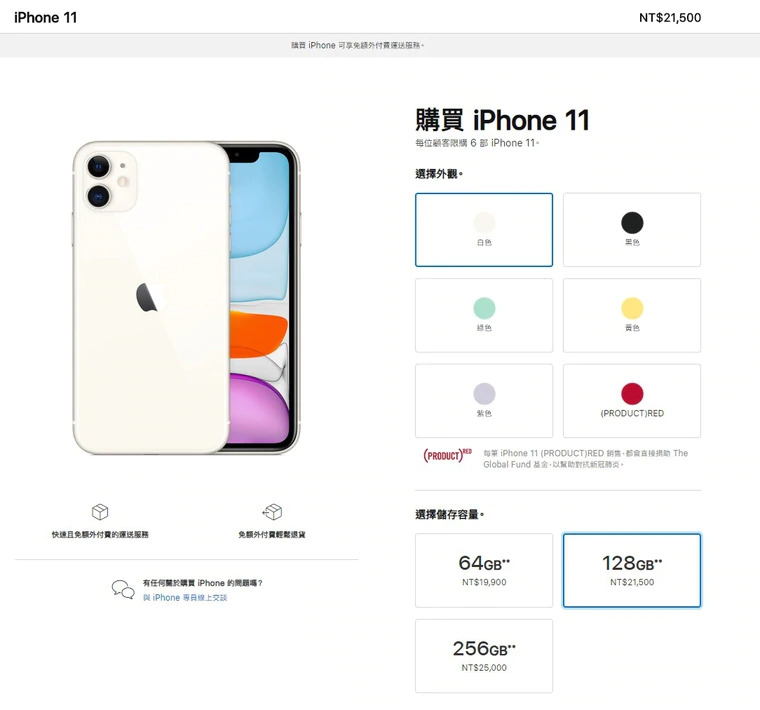 iPhone 11
NT$21,500
購買 iPhone 可享免額外付費運送服務。
購買 iPhone 11
每位顧客限購 6 部 iPhone 11。
選擇外觀。
白色
黑色
綠色
黃色
紫色
(PRODUCT)RED
(PRODUCT)RED
每筆 iPhone 11 (PRODUCT)RED 銷售,都會直接捐助 The
Global Fund 基金,以幫助對抗新冠肺炎。
快速且免額外付費的運送服務
免額外付費輕鬆退貨
有任何關於購買 iPhone 的問題嗎?
與 iPhone 專員線上交談
選擇儲存容量。
64GB**
NT$19,900
128GB**
NT$21,500
256GB**
NT$25,000